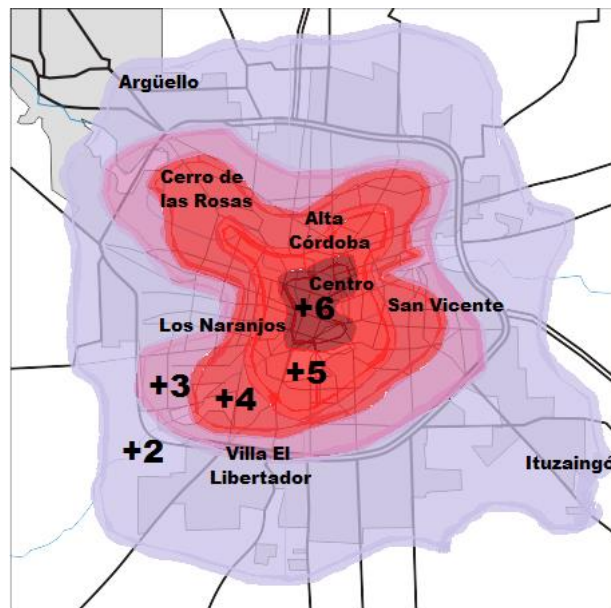 Argüello
Cerro de
las Rosas
Alta
Córdoba
Centro
+6
San Vicente
Los Naranjos
+5
+3
+4
+2
Villa El
Libertador
Ituzaingó